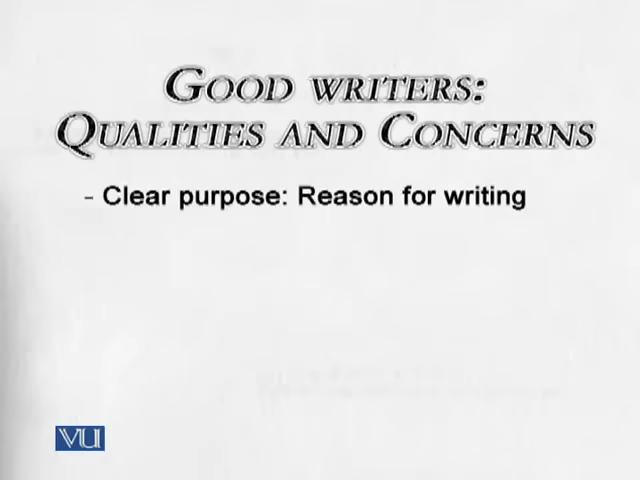 GOOD WRITERS:
QUALITIES AND CONCERNS
- Clear purpose: Reason for writing
VU